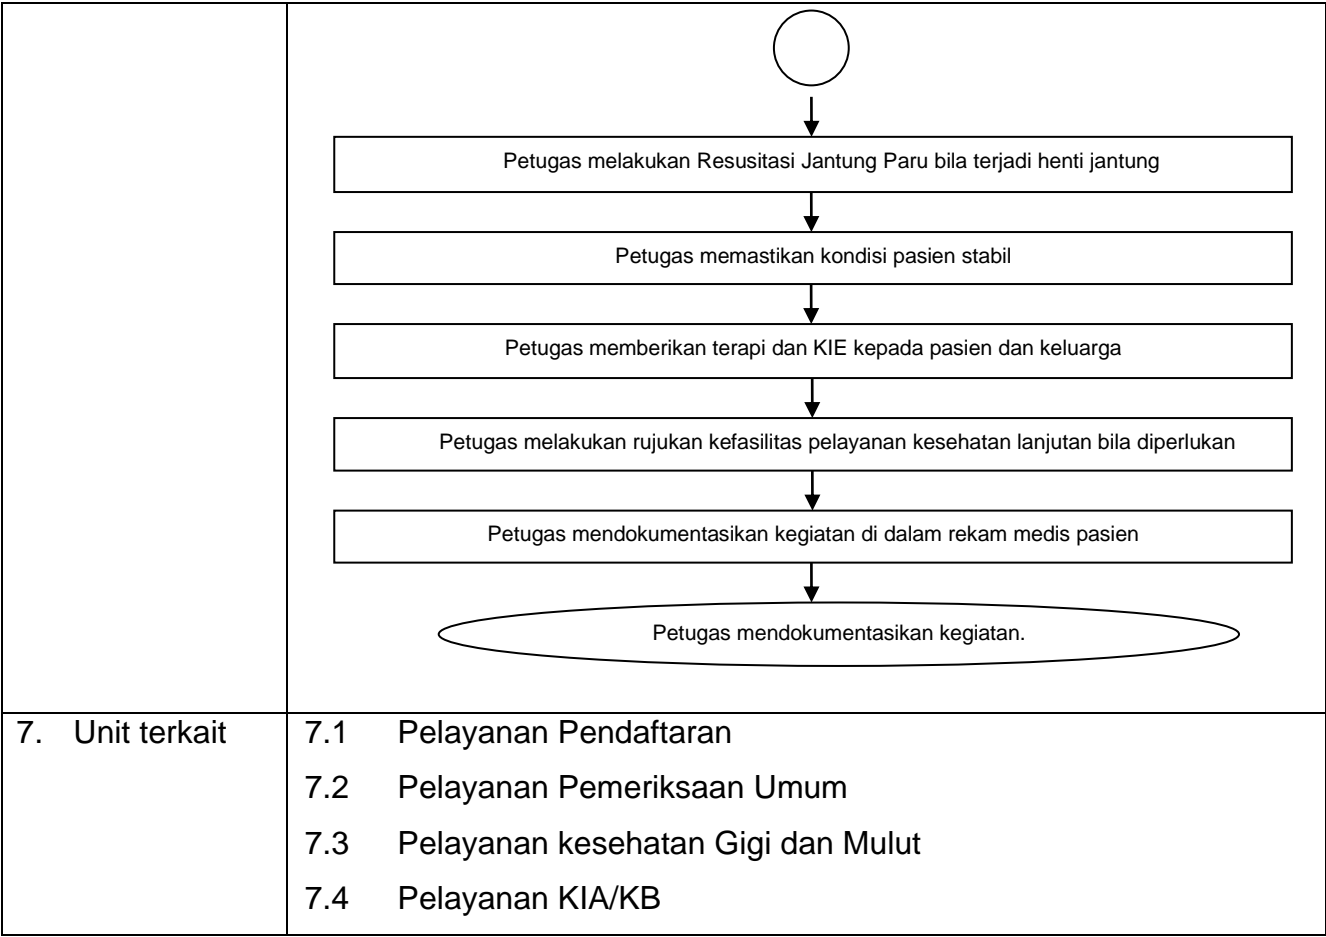 Petugas melakukan Resusitasi Jantung Paru bila terjadi henti jantung
Petugas memastikan kondisi pasien stabil
Petugas memberikan terapi dan KIE kepada pasien dan keluarga
Petugas melakukan rujukan kefasilitas pelayanan kesehatan lanjutan bila diperlukan
Petugas mendokumentasikan kegiatan di dalam rekam medis pasien
Petugas mendokumentasikan kegiatan.
7. Unit terkait
7.1 Pelayanan Pendaftaran
7.2 Pelayanan Pemeriksaan Umum
7.3 Pelayanan kesehatan Gigi dan Mulut
7.4 Pelayanan KIA/KB